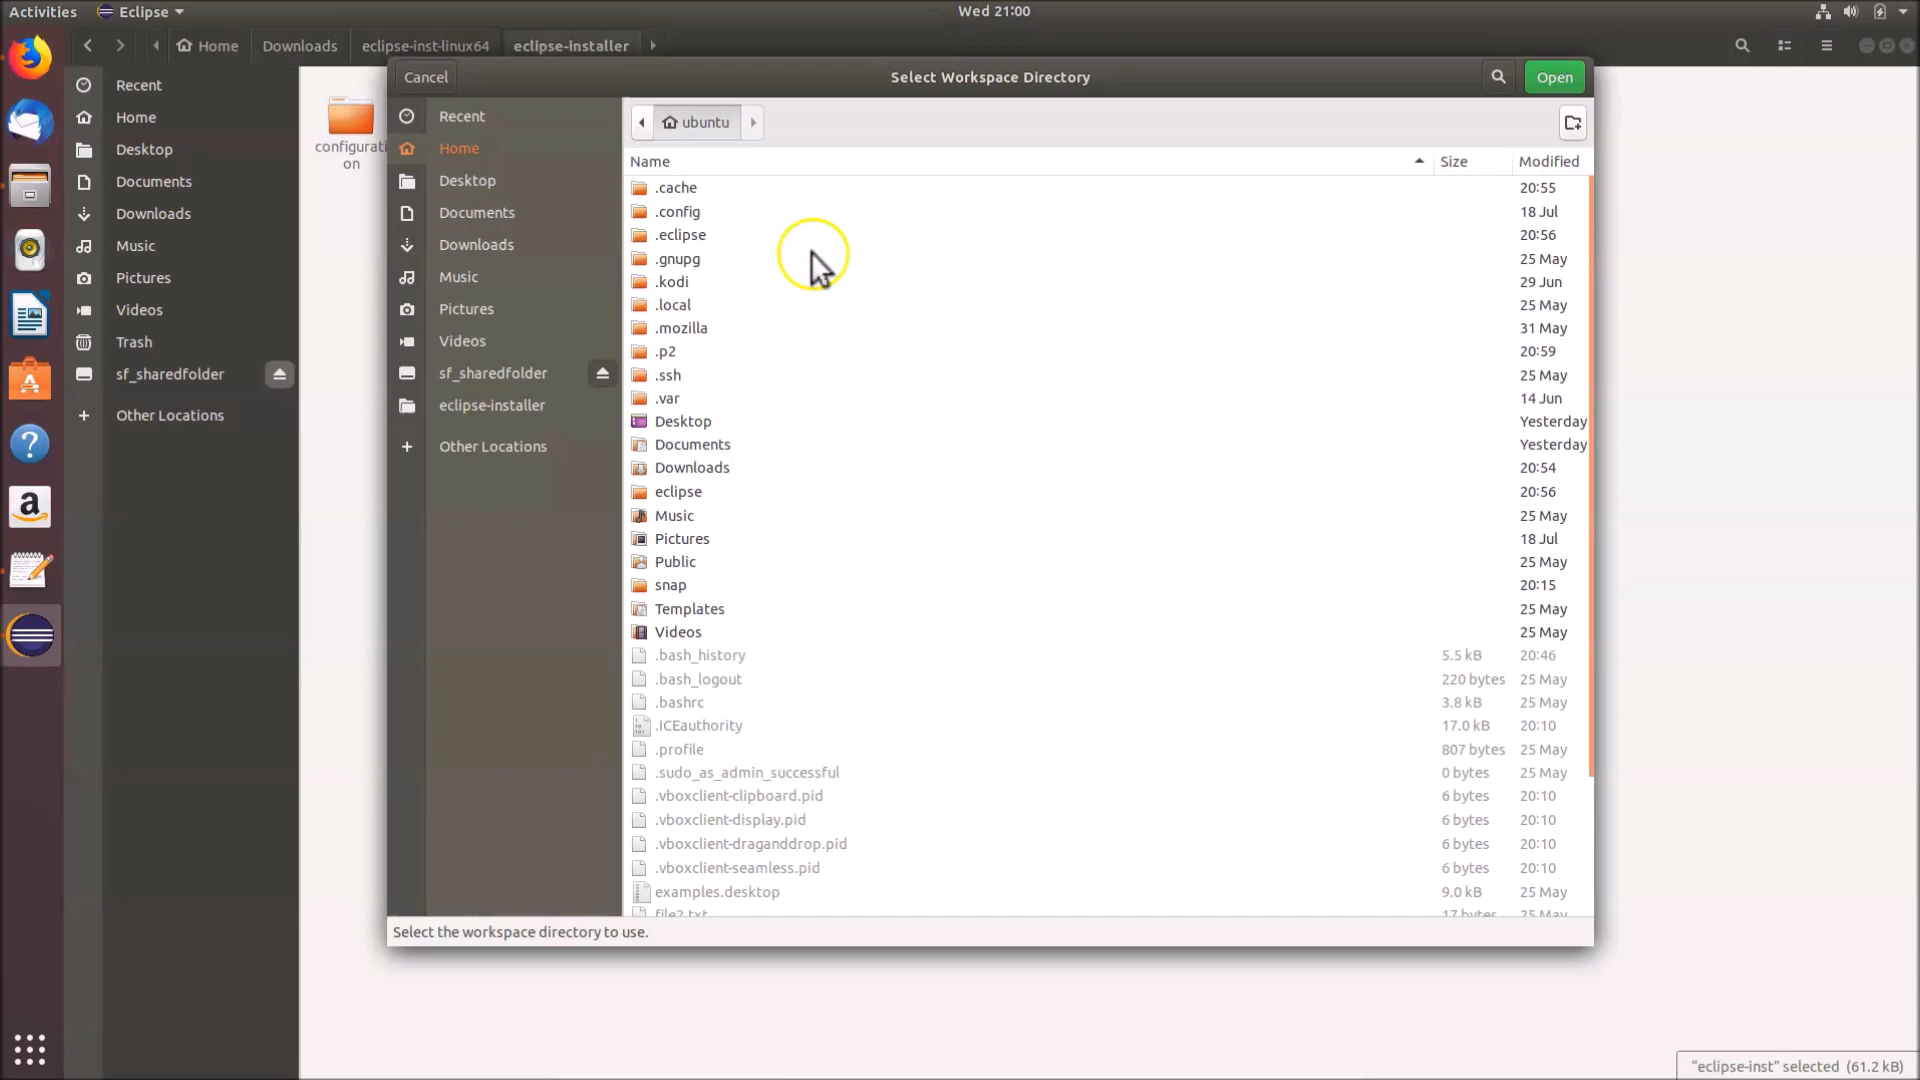 Activities Eclipse Wed 21:00
Home Downloads eclipse-inst-linux64 eclipse-installer
Recent
Home
Desktop
Documents
Downloads
Music
Pictures
Videos
Trash
sf_sharedfolder
Other Locations
configurati
on
Cancel Select Workspace Directory Open
Recent
Home
Desktop
Documents
Downloads
Music
Pictures
Videos
sf_sharedfolder
eclipse-installer
Other Locations
ubuntu
Name Size Modified
.cache 20:55
.config 18 Jul
.eclipse 20:56
.gnupg 25 May
.kodi 29 Jun
.local 25 May
.mozilla 31 May
.p2 20:59
.ssh 25 May
.var 14 Jun
Desktop Yesterday
Documents Yesterday
Downloads 20:54
eclipse 20:56
Music 25 May
Pictures 18 Jul
Public 25 May
snap 20:15
Templates 25 May
Videos 25 May
.bash_history 5.5 kB 20:46
.bash_logout 220 bytes 25 May
.bashrc 3.8 kB 25 May
.ICEauthority 17.0 kB 20:10
.profile 807 bytes 25 May
.sudo_as_admin_successful 0 bytes 25 May
.vboxclient-clipboard.pid 6 bytes 20:10
.vboxclient-display.pid 6 bytes 20:10
.vboxclient-draganddrop.pid 6 bytes 20:10
.vboxclient-seamless.pid 6 bytes 20:10
examples.desktop 9.0 kB 25 May
file2.txt 17 bytes 25 May
Select the workspace directory to use.
"eclipse-inst" selected (61.2 kB)